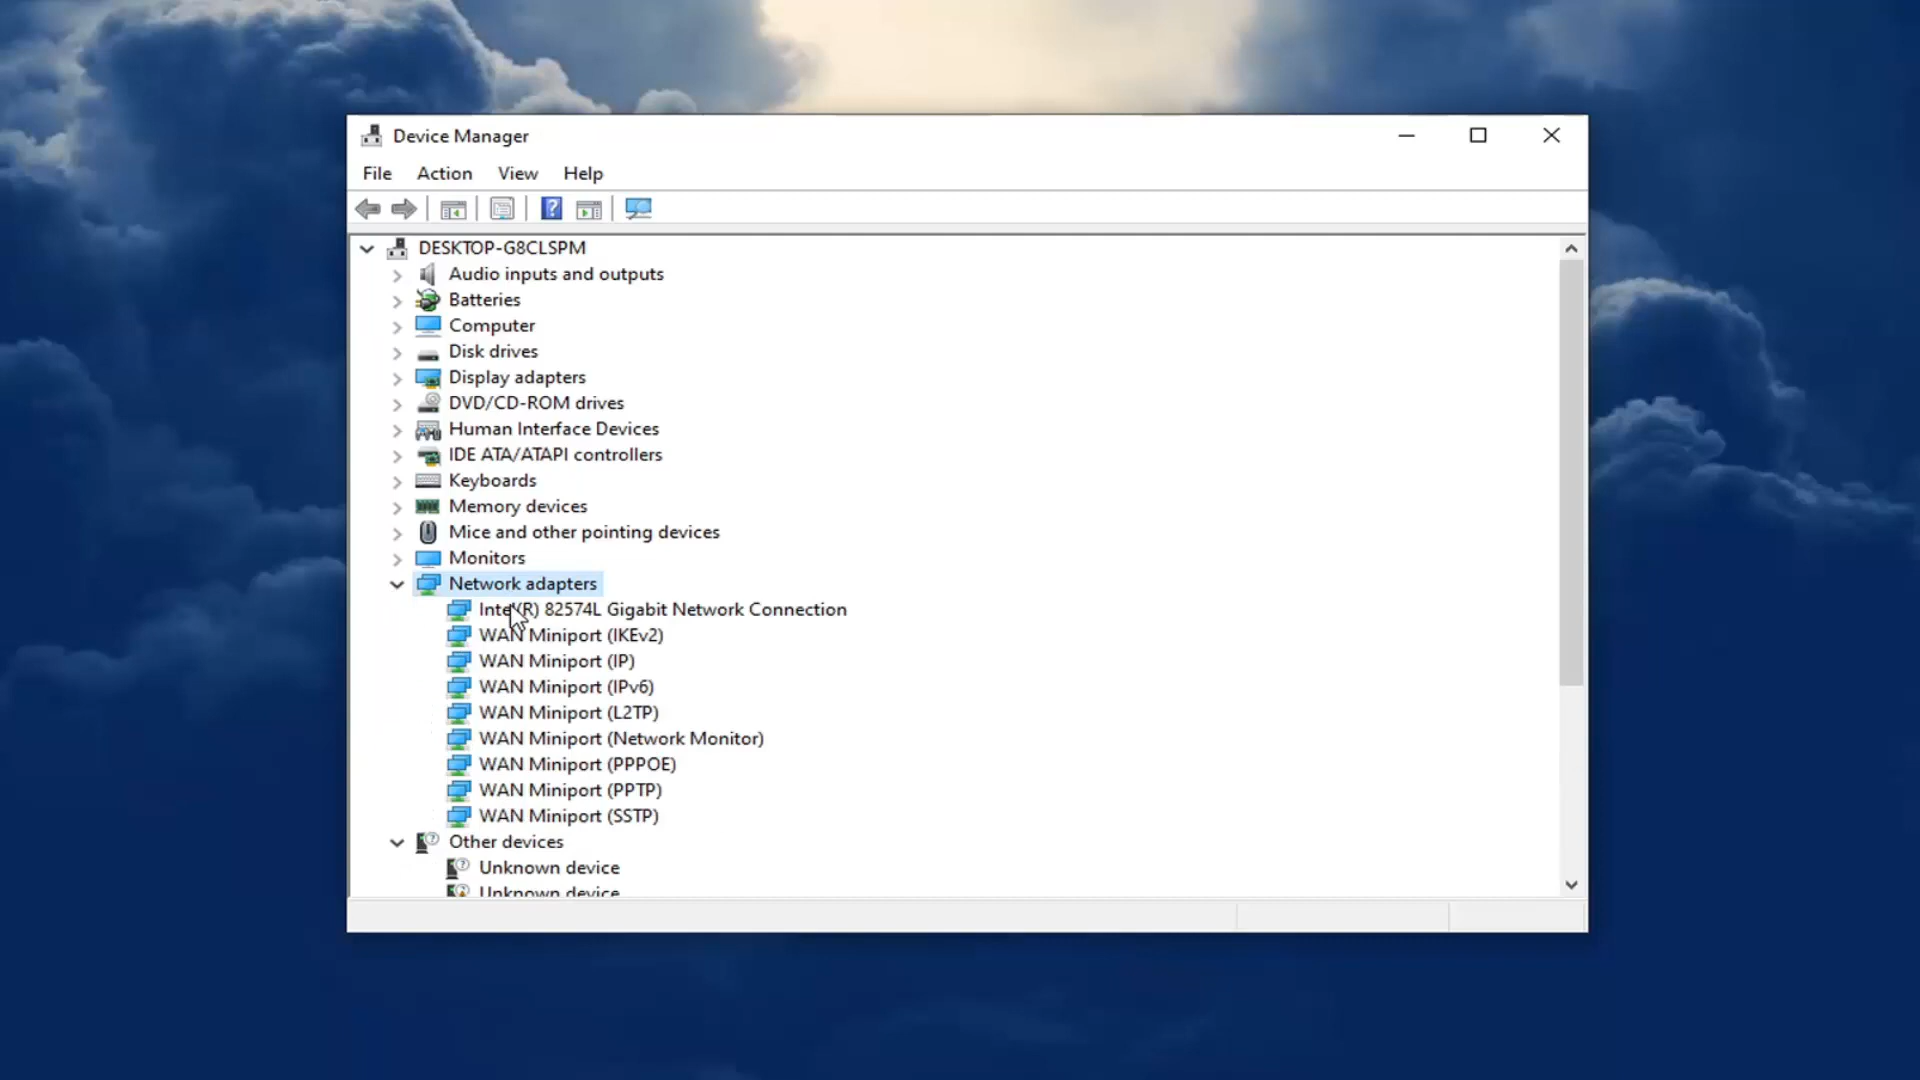 Device Manager
File Action View Help
DESKTOP-G8CLSPM
Audio inputs and outputs
Batteries
Computer
Disk drives
Display adapters
DVD/CD-ROM drives
Human Interface Devices
IDE ATA/ATAPI controllers
Keyboards
Memory devices
Mice and other pointing devices
Monitors
Network adapters
Intel(R) 82574L Gigabit Network Connection
WAN Miniport (IKEv2)
WAN Miniport (IP)
WAN Miniport (IPv6)
WAN Miniport (L2TP)
WAN Miniport (Network Monitor)
WAN Miniport (PPPOE)
WAN Miniport (PPTP)
WAN Miniport (SSTP)
Other devices
Unknown device
Unknown device